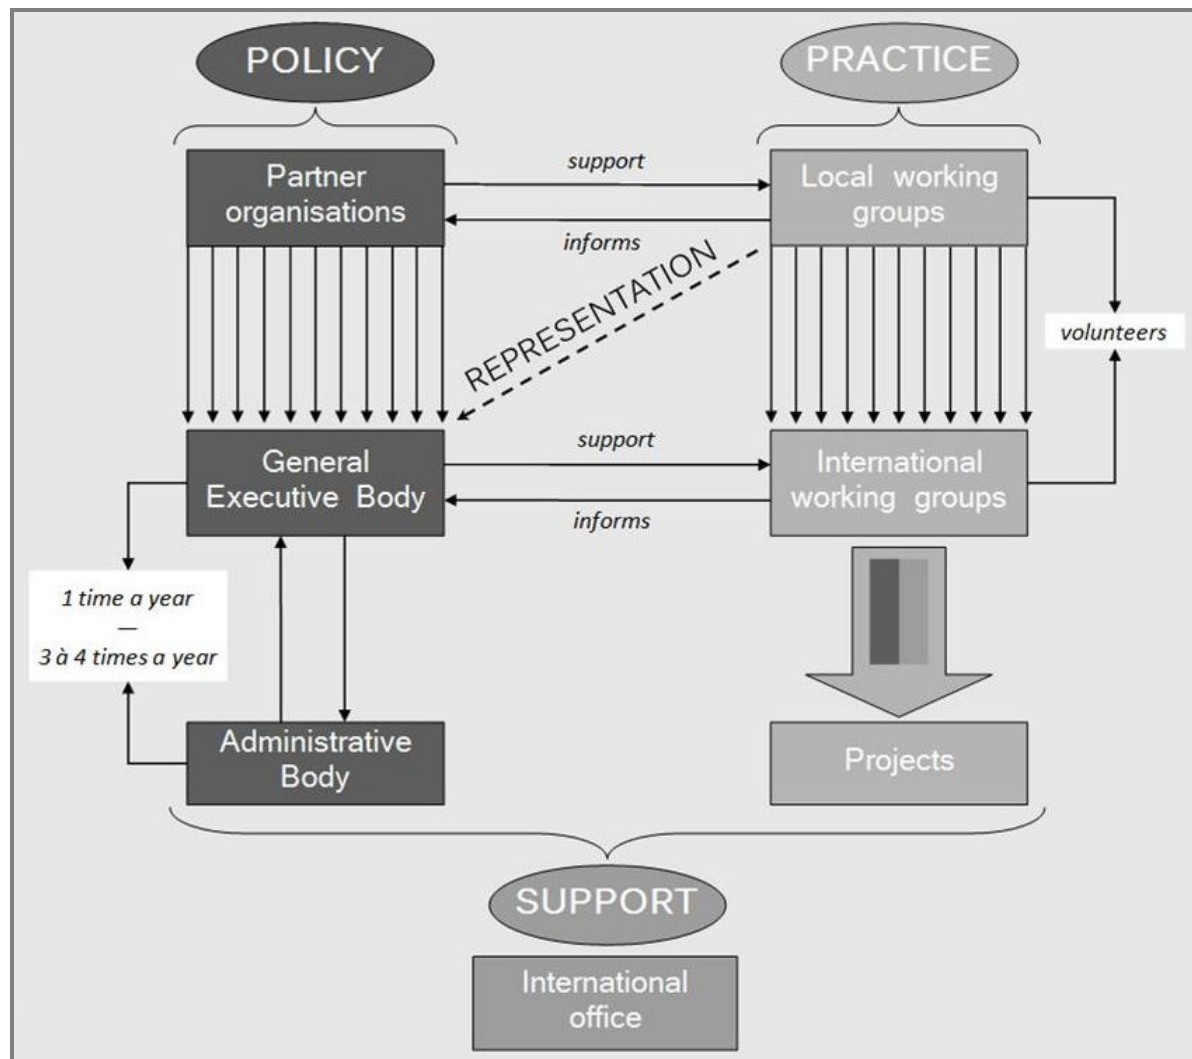 POLICY
PRACTICE
Partner
organisations
support
informs
Local working
groups
REPRESENTATION
volunteers
General
Executive Body
support
informs
International
working groups
1 time a year
—
3 à 4 times a year
Administrative
Body
Projects
SUPPORT
International
office